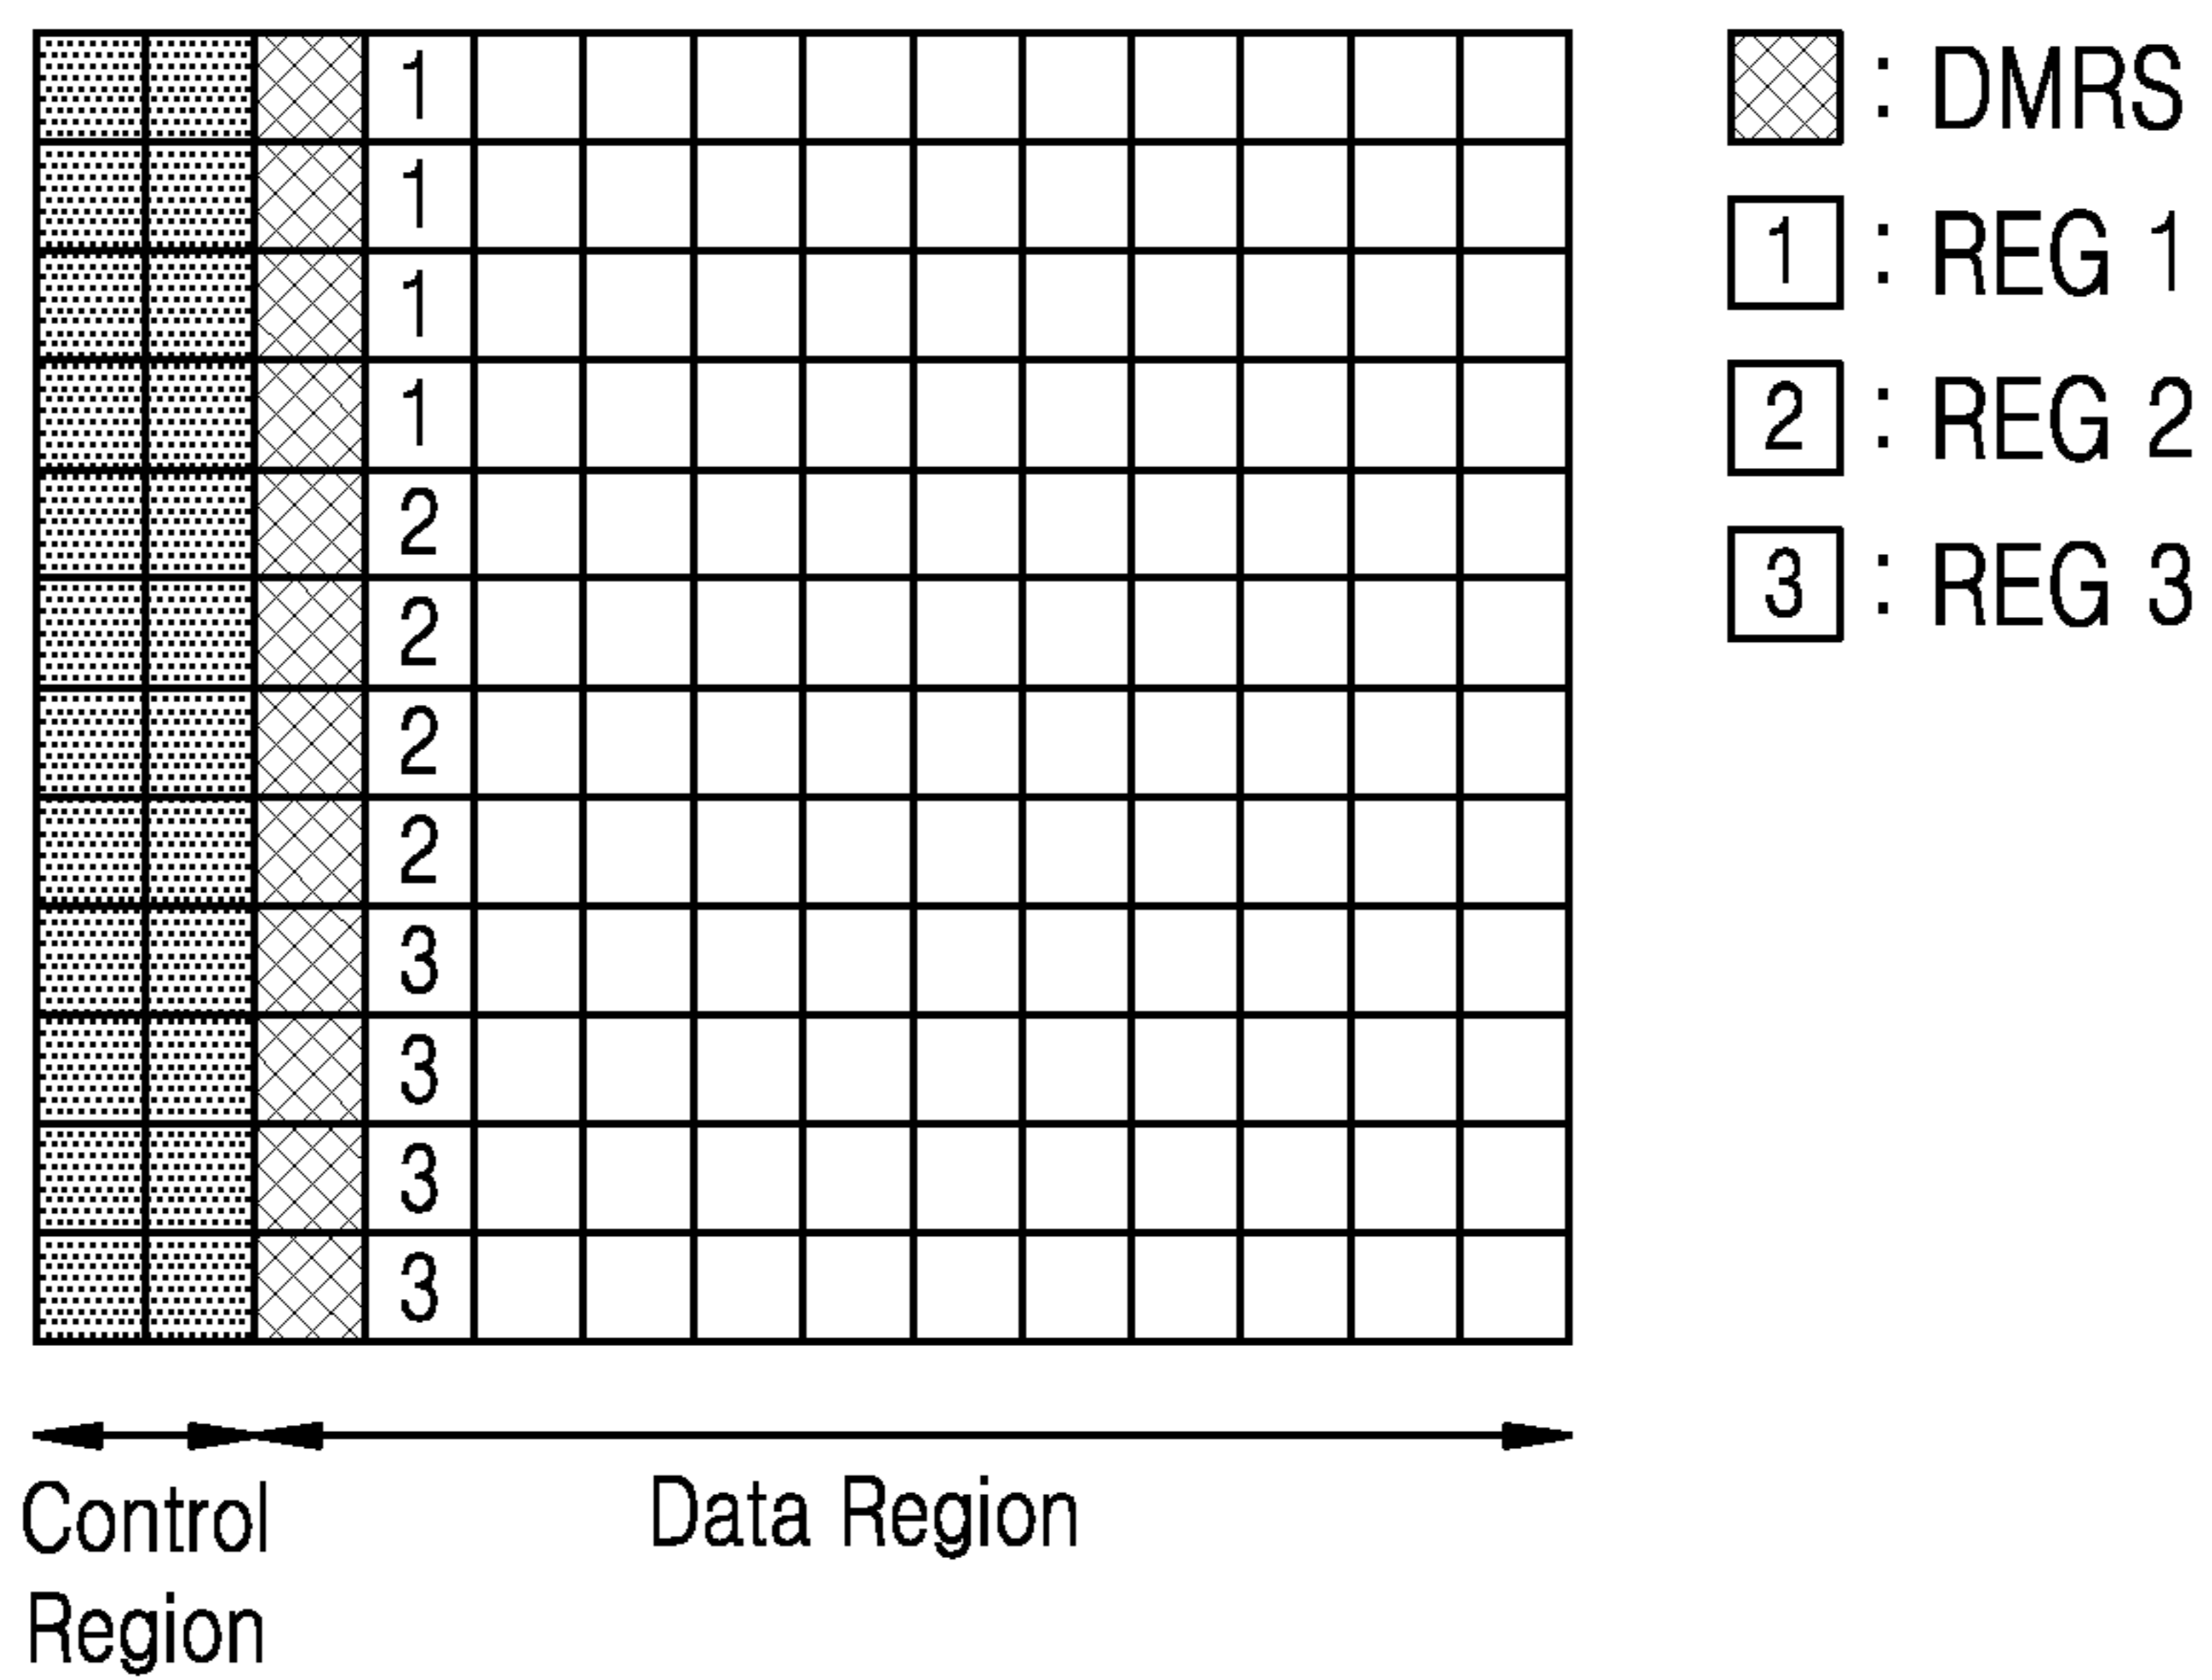 1
1
1
1
2
2
2
2
3
3
3
3
: DMRS
1 : REG 1
2 : REG 2
3 : REG 3
Control
Region
Data Region